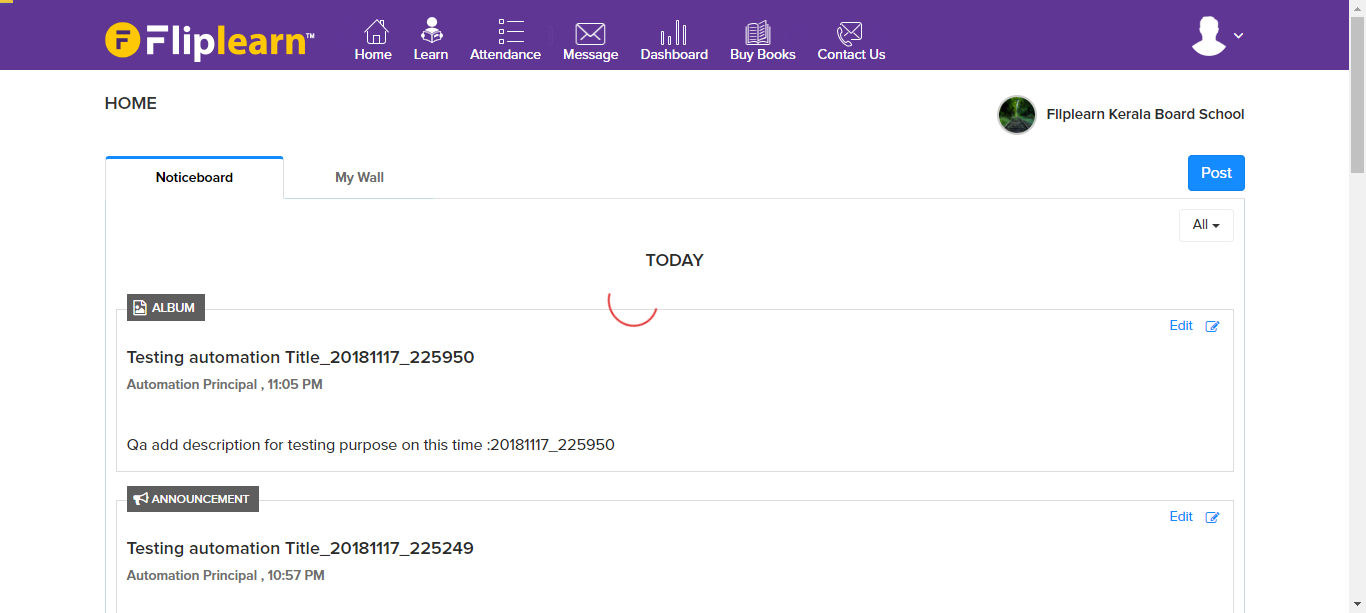 Fliplearn™
Home Learn Attendance Message Dashboard Buy Books Contact Us
HOME
Fliplearn Kerala Board School
Noticeboard My Wall
Post
All
TODAY
ALBUM
Edit
Testing automation Title_20181117_225950
Automation Principal , 11:05 PM
Qa add description for testing purpose on this time :20181117_225950
ANNOUNCEMENT
Edit
Testing automation Title_20181117_225249
Automation Principal , 10:57 PM